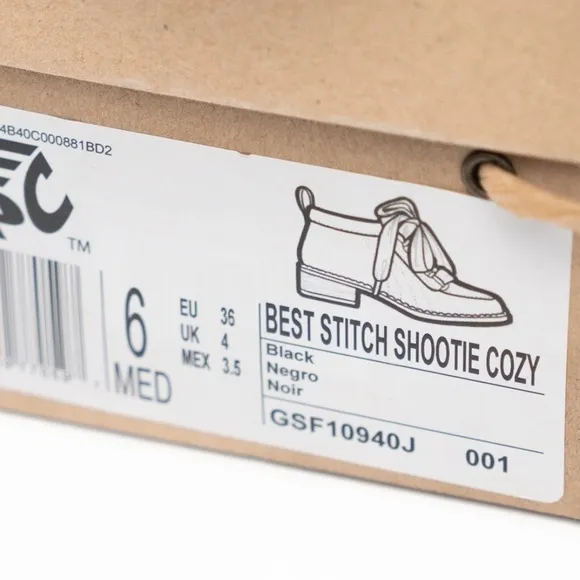 4B40C000881BD2
TM
6
MED
EU 36
UK 4
MEX 3.5
BEST STITCH SHOOTIE COZY
Black
Negro
Noir
GSF10940J 001